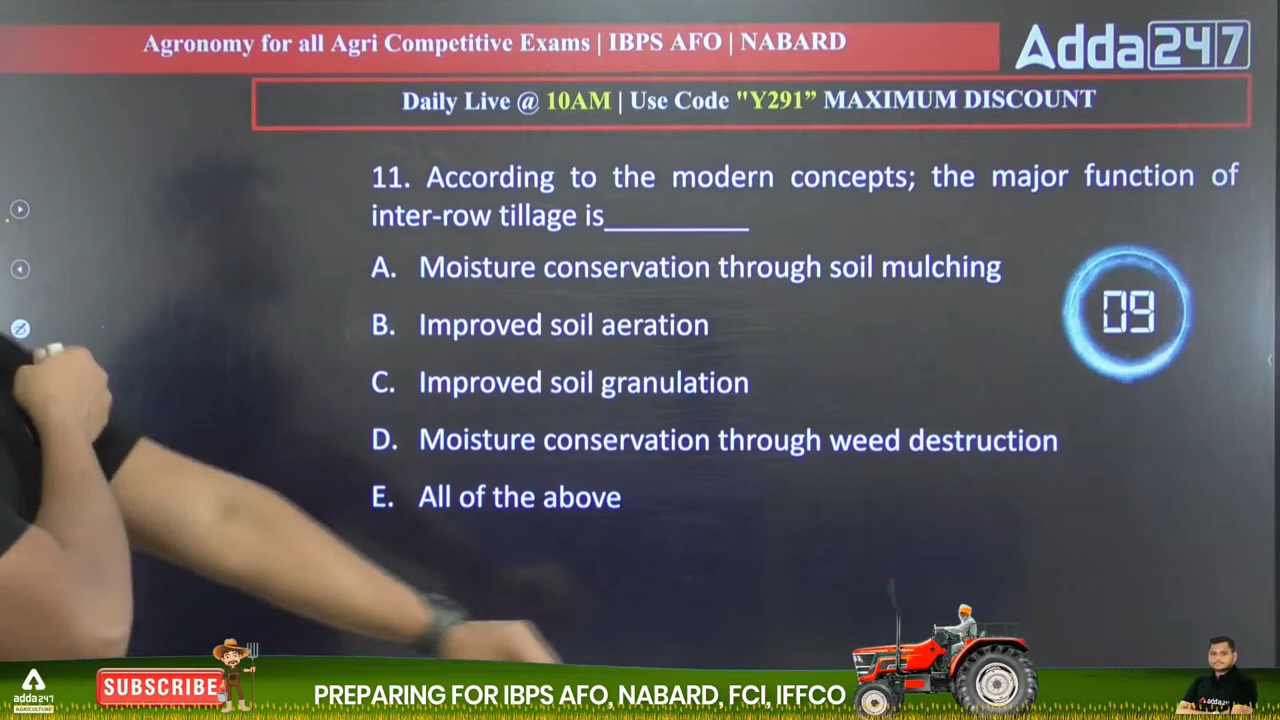 Agronomy for all Agri Competitive Exams | IBPS AFO | NABARD
Adda247
Daily Live @ 10AM | Use Code "Y291” MAXIMUM DISCOUNT
11. According to the modern concepts; the major function of
inter-row tillage is_________
A. Moisture conservation through soil mulching
09
B. Improved soil aeration
C. Improved soil granulation
D. Moisture conservation through weed destruction
E. All of the above
adda247
AGRICULTURE
SUBSCRIBE
PREPARING FOR IBPS AFO, NABARD, FCI, IFFCO
adda247